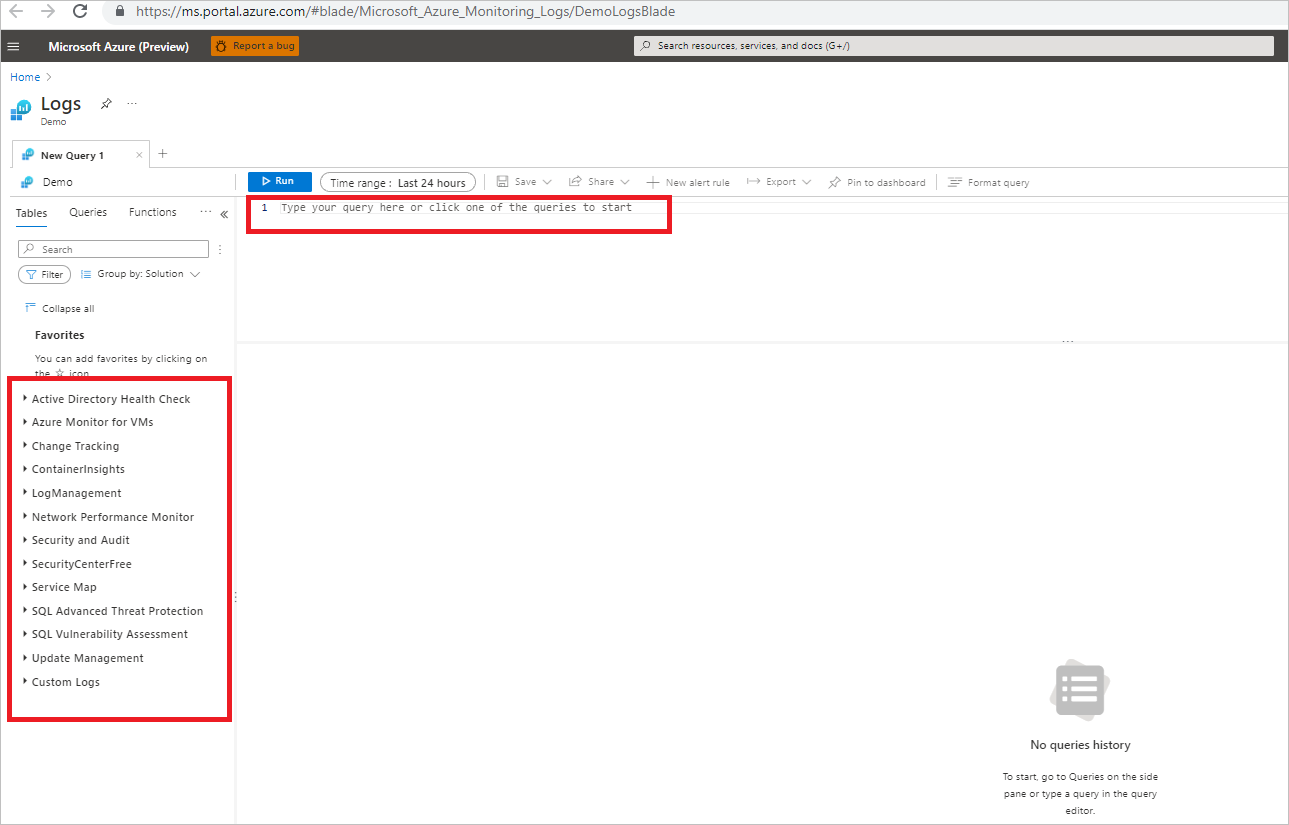 https://ms.portal.azure.com/#blade/Microsoft_Azure_Monitoring_Logs/DemoLogsBlade
Microsoft Azure (Preview)
Report a bug
Search resources, services, and docs (G+/)
Home
Logs
Demo
New Query 1
Demo
Run
Time range : Last 24 hours
Save
Share
New alert rule
Export
Pin to dashboard
Format query
Tables
Queries
Functions
1 Type your query here or click one of the queries to start
Search
Filter
Group by: Solution
Collapse all
Favorites
You can add favorites by clicking on
the ☆ icon
Active Directory Health Check
Azure Monitor for VMs
Change Tracking
ContainerInsights
LogManagement
Network Performance Monitor
Security and Audit
SecurityCenterFree
Service Map
SQL Advanced Threat Protection
SQL Vulnerability Assessment
Update Management
Custom Logs
No queries history
To start, go to Queries on the side
pane or type a query in the query
editor.